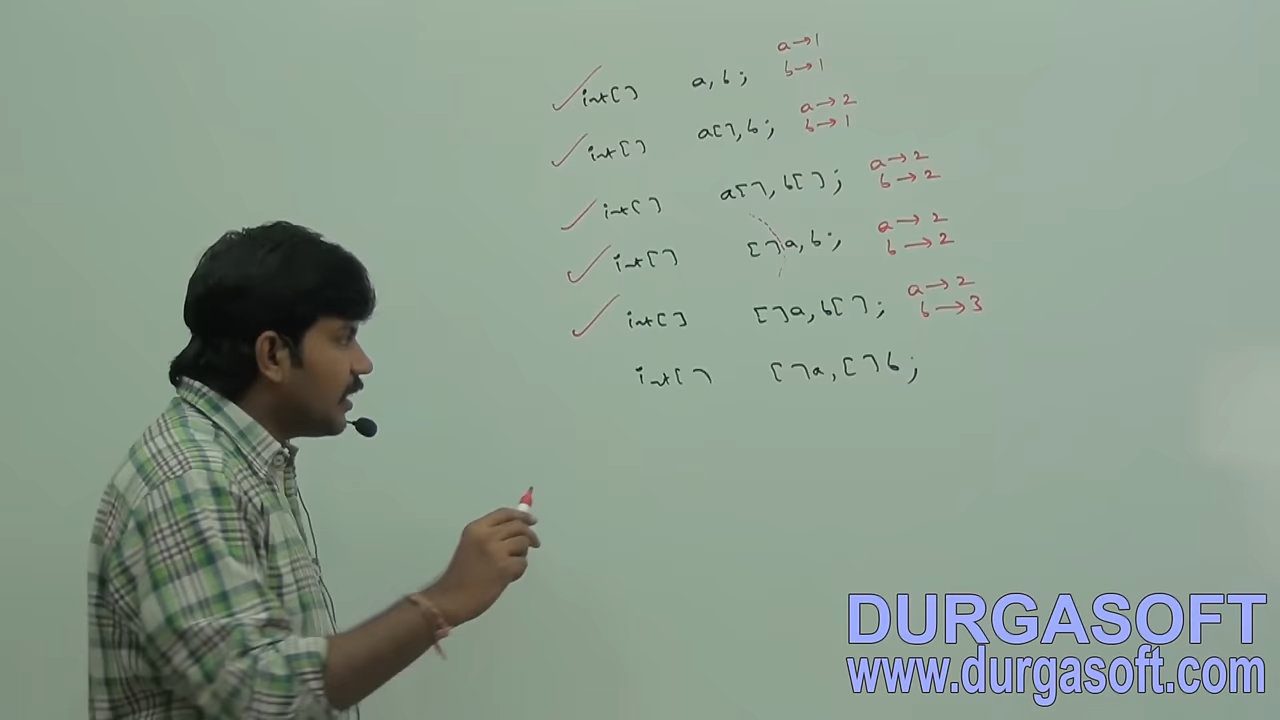 int[] a,b; a→1
b→1
int[] a[],b; a→2
b→1
int[] a[],b[]; a→2
b→2
int[] []a,b; a→2
b→2
int[] []a,b[]; a→2
b→3
int[] []a,[]b;
DURGASOFT
www.durgasoft.com